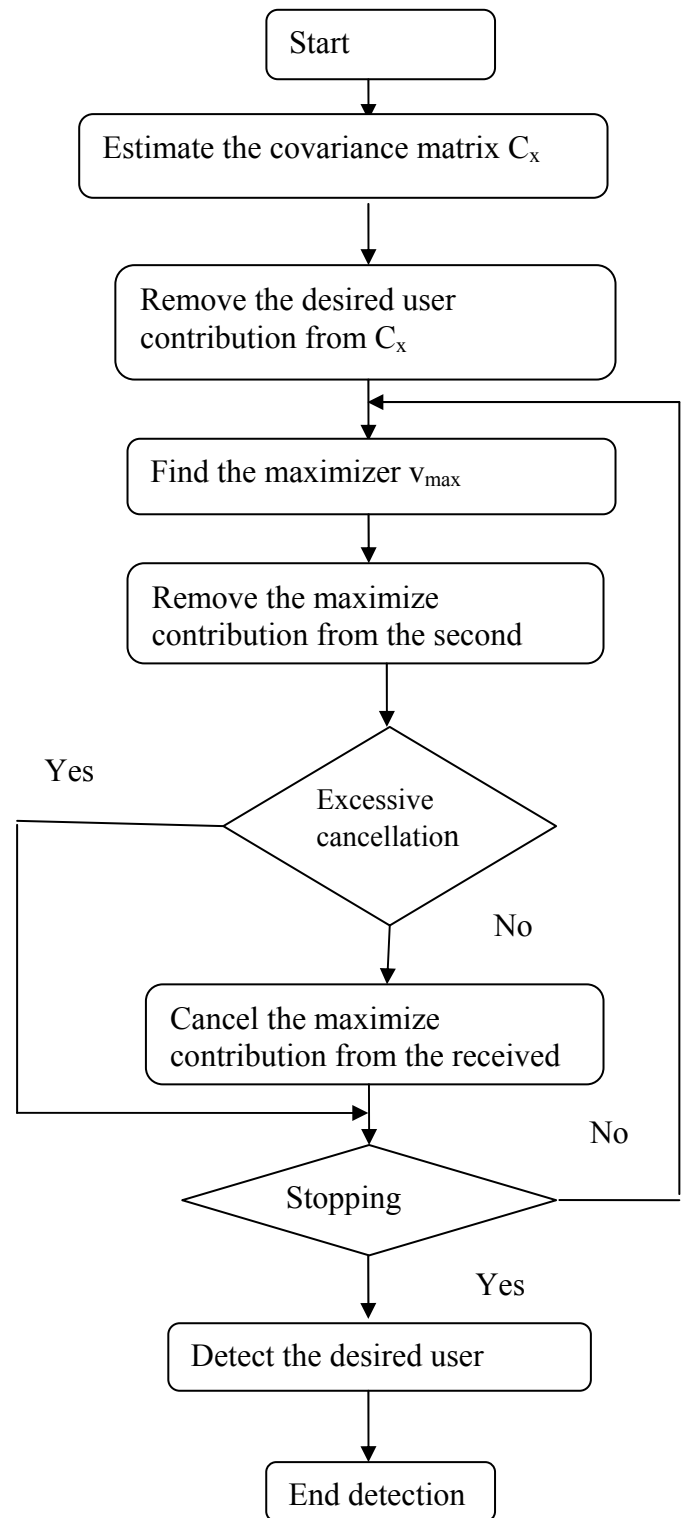 Start
Estimate the covariance matrix Cx
Remove the desired user
contribution from Cx
Find the maximizer vmax
Remove the maximize
contribution from the second
Yes
Excessive
cancellation
No
Cancel the maximize
contribution from the received
No
Stopping
Yes
Detect the desired user
End detection